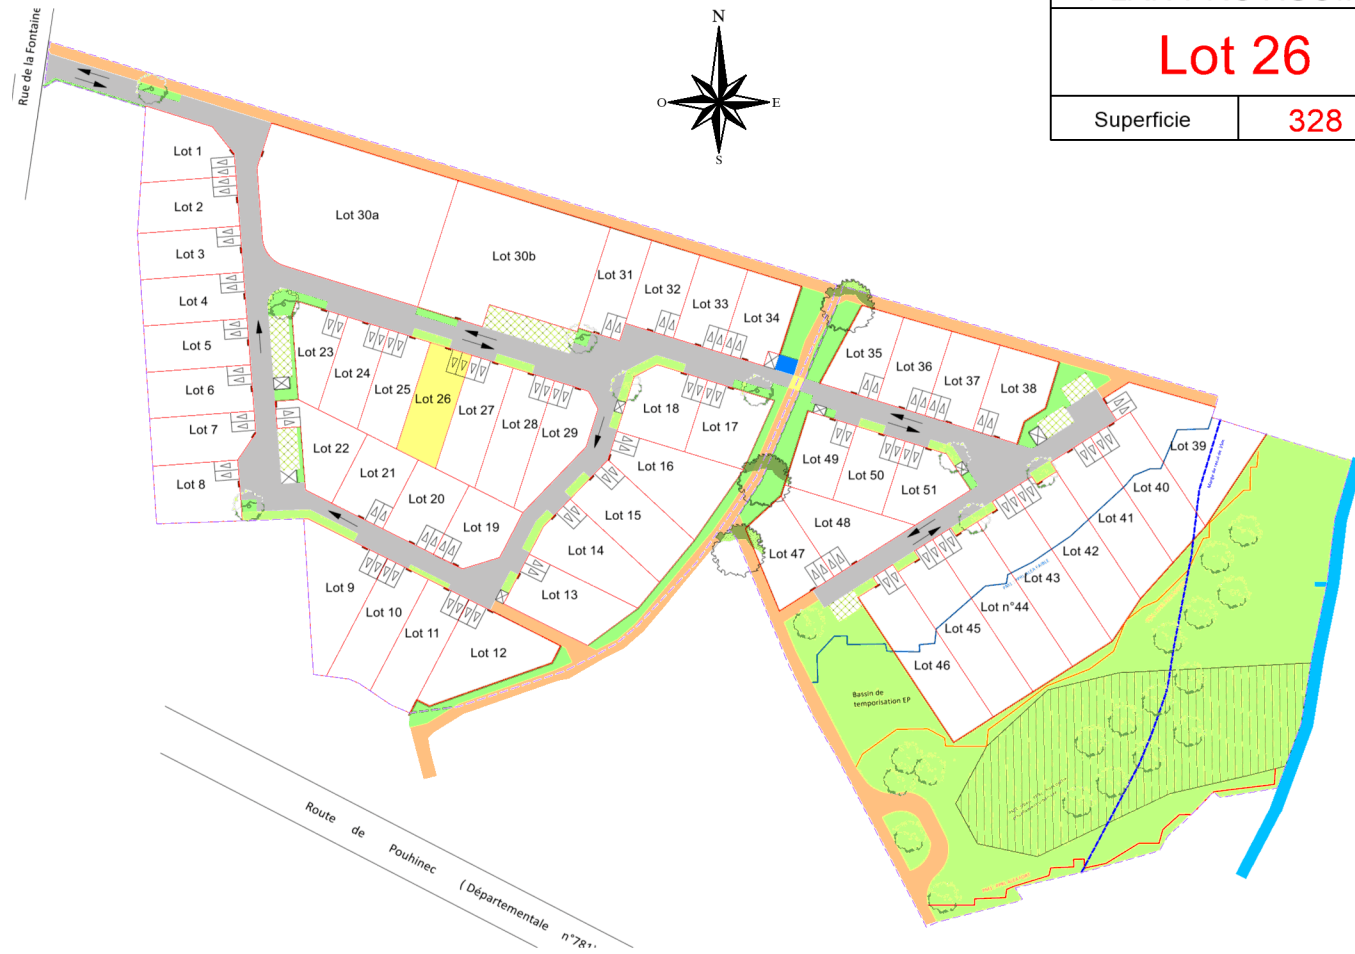 Rue de la Fontaine
N
O
E
S
Lot 26
Superficie
328
Lot 1
Lot 2
Lot 3
Lot 4
Lot 5
Lot 6
Lot 7
Lot 8
Lot 30a
Lot 30b
Lot 31
Lot 32
Lot 33
Lot 34
Lot 35
Lot 36
Lot 37
Lot 38
Lot 23
Lot 24
Lot 25
Lot 26
Lot 27
Lot 28
Lot 29
Lot 18
Lot 17
Lot 16
Lot 15
Lot 14
Lot 13
Lot 22
Lot 21
Lot 20
Lot 19
Lot 9
Lot 10
Lot 11
Lot 12
Lot 49
Lot 50
Lot 51
Lot 48
Lot 47
Lot 39
Lot 40
Lot 41
Lot 42
Lot 43
Lot n°44
Lot 45
Lot 46
Bassin de
temporisation EP
Route de Pouhinec (Départementale n°781